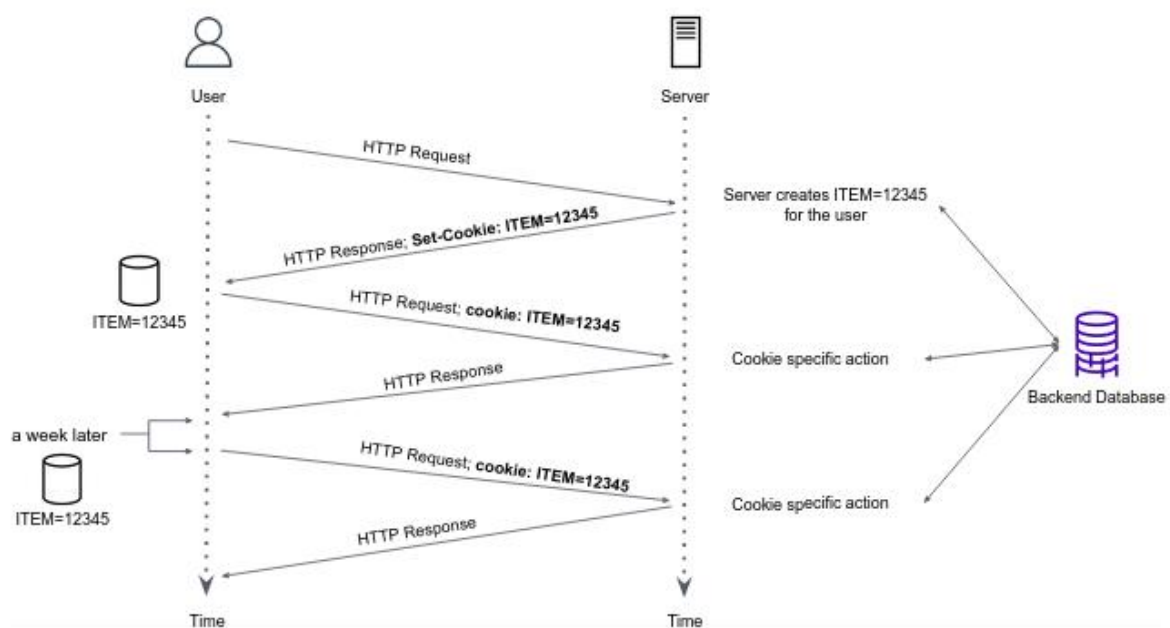 User
Server
HTTP Request
Server creates ITEM=12345
for the user
HTTP Response; Set-Cookie: ITEM=12345
ITEM=12345
HTTP Request; cookie: ITEM=12345
Cookie specific action
HTTP Response
Backend Database
a week later
HTTP Request; cookie: ITEM=12345
Cookie specific action
ITEM=12345
HTTP Response
Time
Time